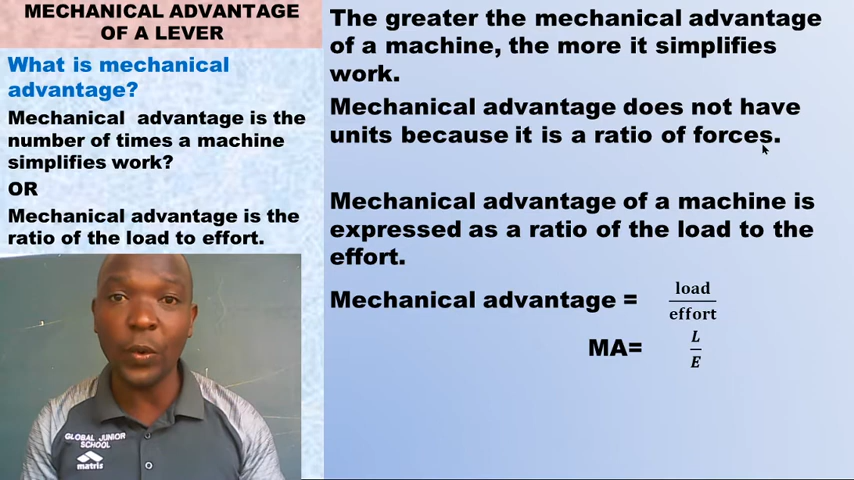 MECHANICAL ADVANTAGE
OF A LEVER
What is mechanical
advantage?
Mechanical advantage is the
number of times a machine
simplifies work?
OR
Mechanical advantage is the
ratio of the load to effort.
GLOBAL JUNIOR
SCHOOL
matris
The greater the mechanical advantage
of a machine, the more it simplifies
work.
Mechanical advantage does not have
units because it is a ratio of forces.
Mechanical advantage of a machine is
expressed as a ratio of the load to the
effort.
Mechanical advantage = load
effort
MA= L
E